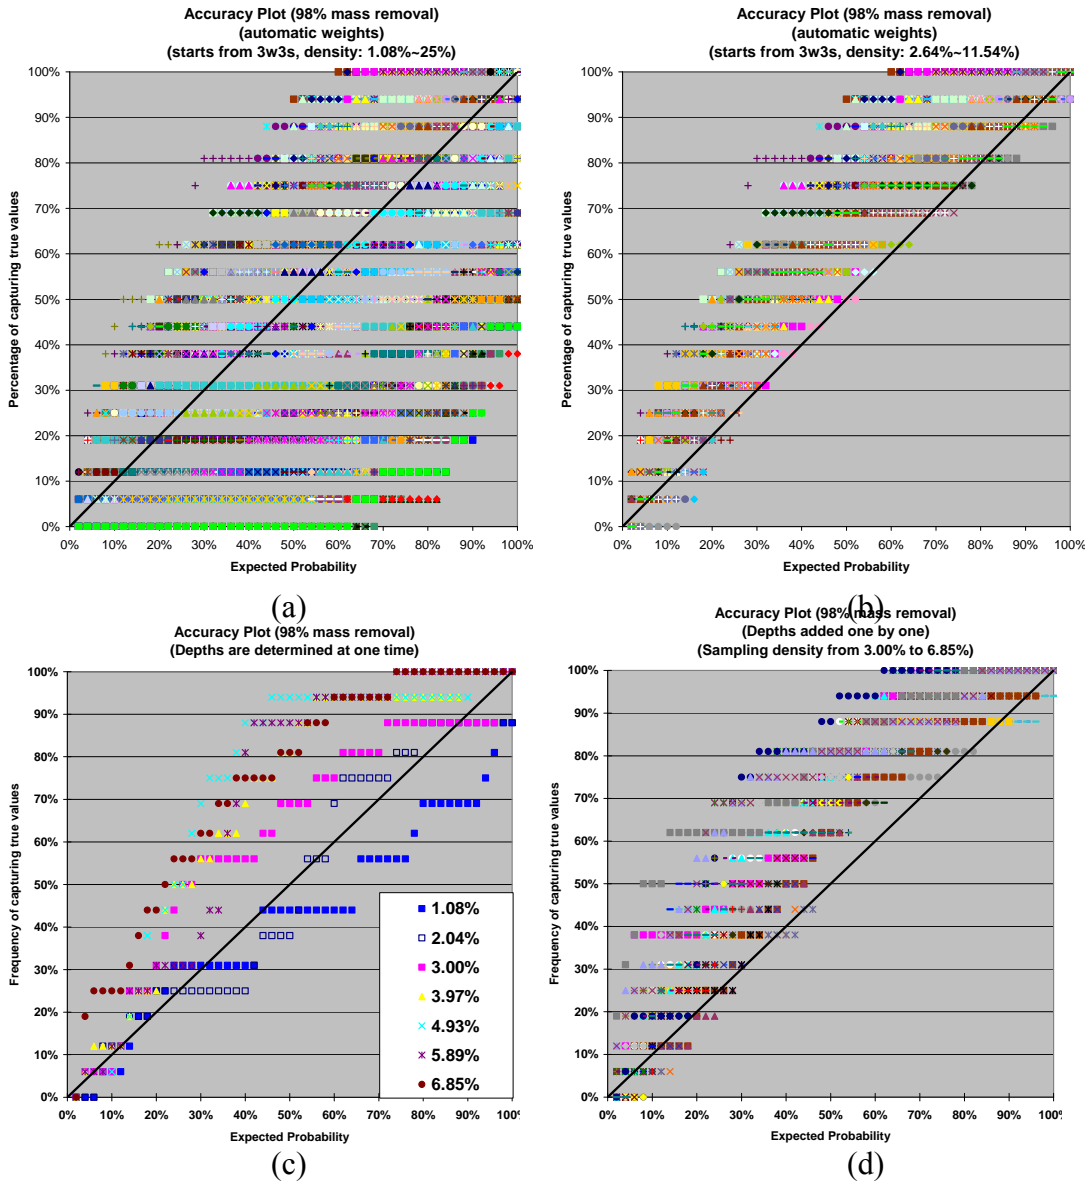 Accuracy Plot (98% mass removal)
(automatic weights)
(starts from 3w3s, density: 1.08%~25%)
Percentage of capturing true values
100%
90%
80%
70%
60%
50%
40%
30%
20%
10%
0%
0% 10% 20% 30% 40% 50% 60% 70% 80% 90% 100%
Expected Probability
(a)
Accuracy Plot (98% mass removal)
(automatic weights)
(starts from 3w3s, density: 2.64%~11.54%)
Percentage of capturing true values
100%
90%
80%
70%
60%
50%
40%
30%
20%
10%
0%
0% 10% 20% 30% 40% 50% 60% 70% 80% 90% 100%
Expected Probability
(b)
Accuracy Plot (98% mass removal)
(Depths are determined at one time)
Frequency of capturing true values
100%
90%
80%
70%
60%
50%
40%
30%
20%
10%
0%
1.08%
2.04%
3.00%
3.97%
4.93%
5.89%
6.85%
0% 10% 20% 30% 40% 50% 60% 70% 80% 90% 100%
Expected Probability
(c)
Accuracy Plot (98% mass removal)
(Depths added one by one)
(Sampling density from 3.00% to 6.85%)
Frequency of capturing true values
100%
90%
80%
70%
60%
50%
40%
30%
20%
10%
0%
0% 10% 20% 30% 40% 50% 60% 70% 80% 90% 100%
Expected Probability
(d)